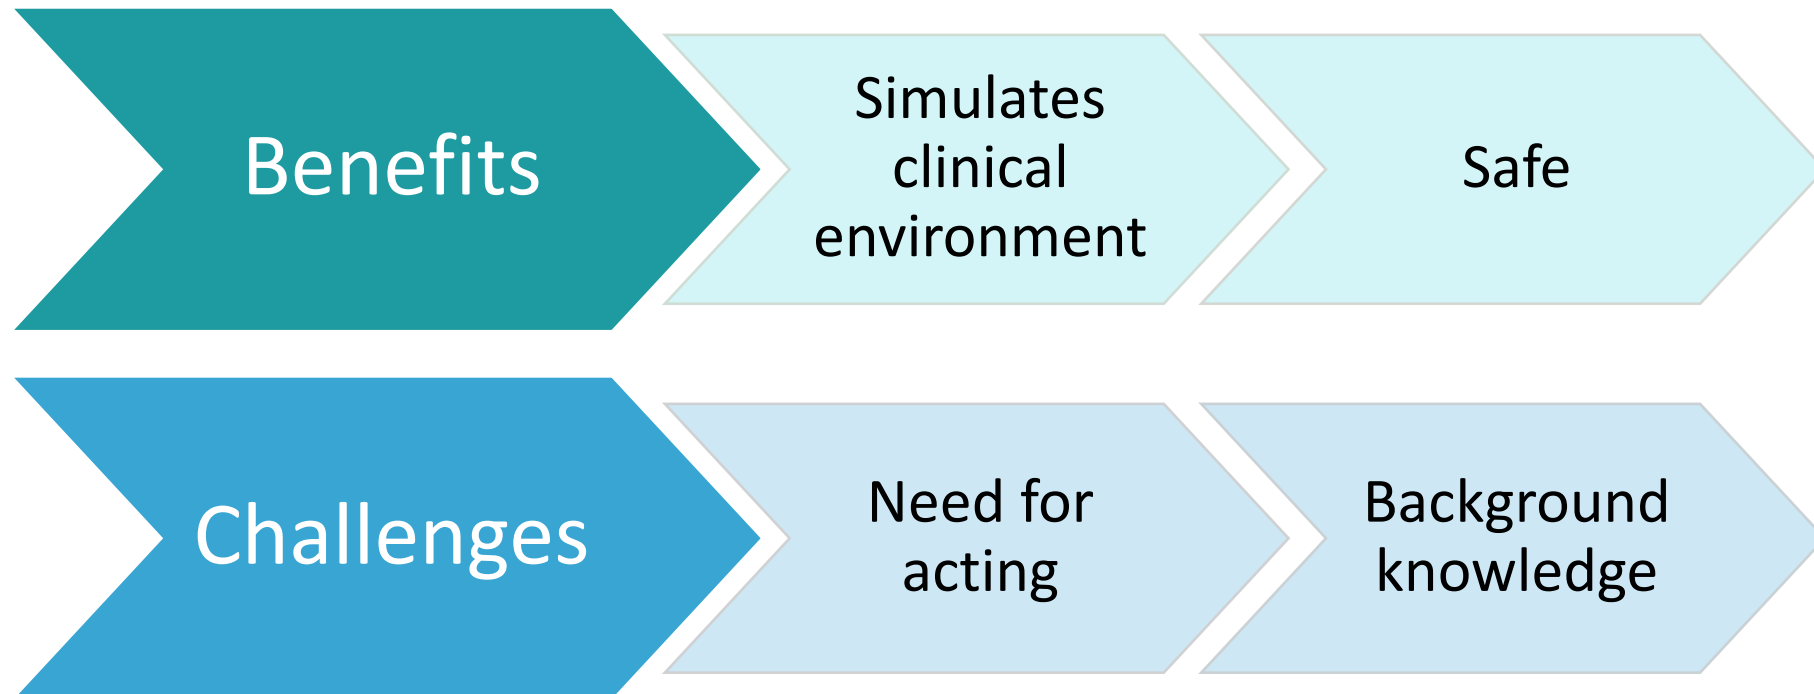 Benefits
Simulates
clinical
environment
Safe
Challenges
Need for
acting
Background
knowledge